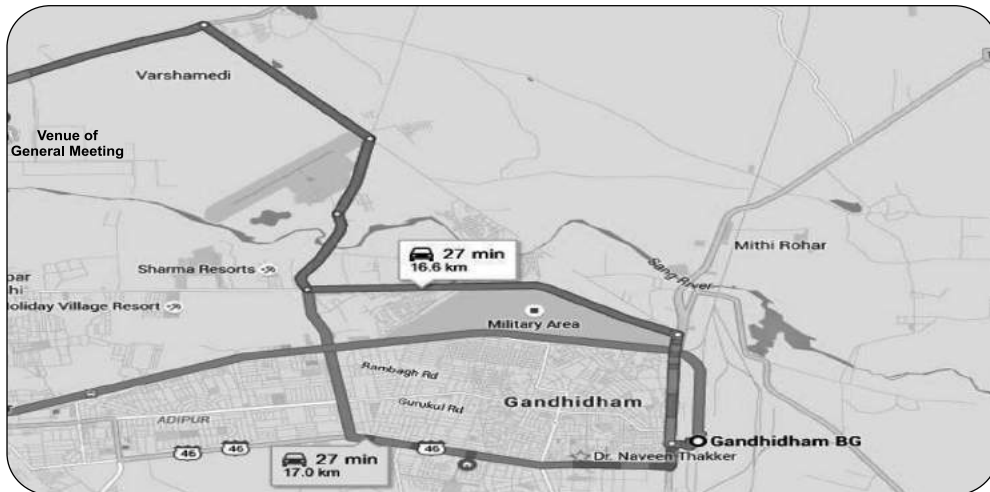 Varshamedi
Venue of
General Meeting
Mithi Rohar
27 min
16.6 km
Sharma Resorts
Sang River
Holiday Village Resort
Military Area
Rambagh Rd
Gurukul Rd
Gandhidham
ADIPUR
46
46
46
Gandhidham BG
Dr. Naveen Thakker
27 min
17.0 km